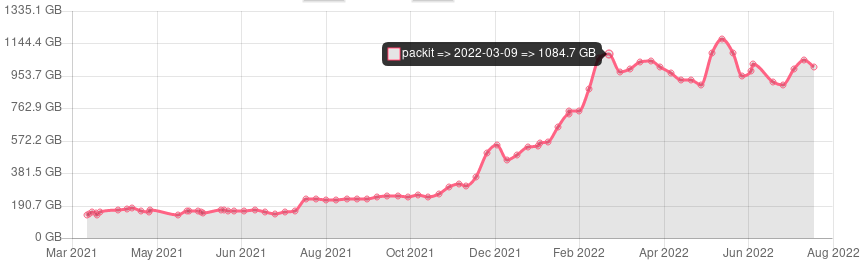 1335.1 GB
1144.4 GB
packit => 2022-03-09 => 1084.7 GB
953.7 GB
762.9 GB
572.2 GB
381.5 GB
190.7 GB
0 GB
Mar 2021 May 2021 Jun 2021 Aug 2021 Oct 2021 Dec 2021 Feb 2022 Apr 2022 Jun 2022 Aug 2022